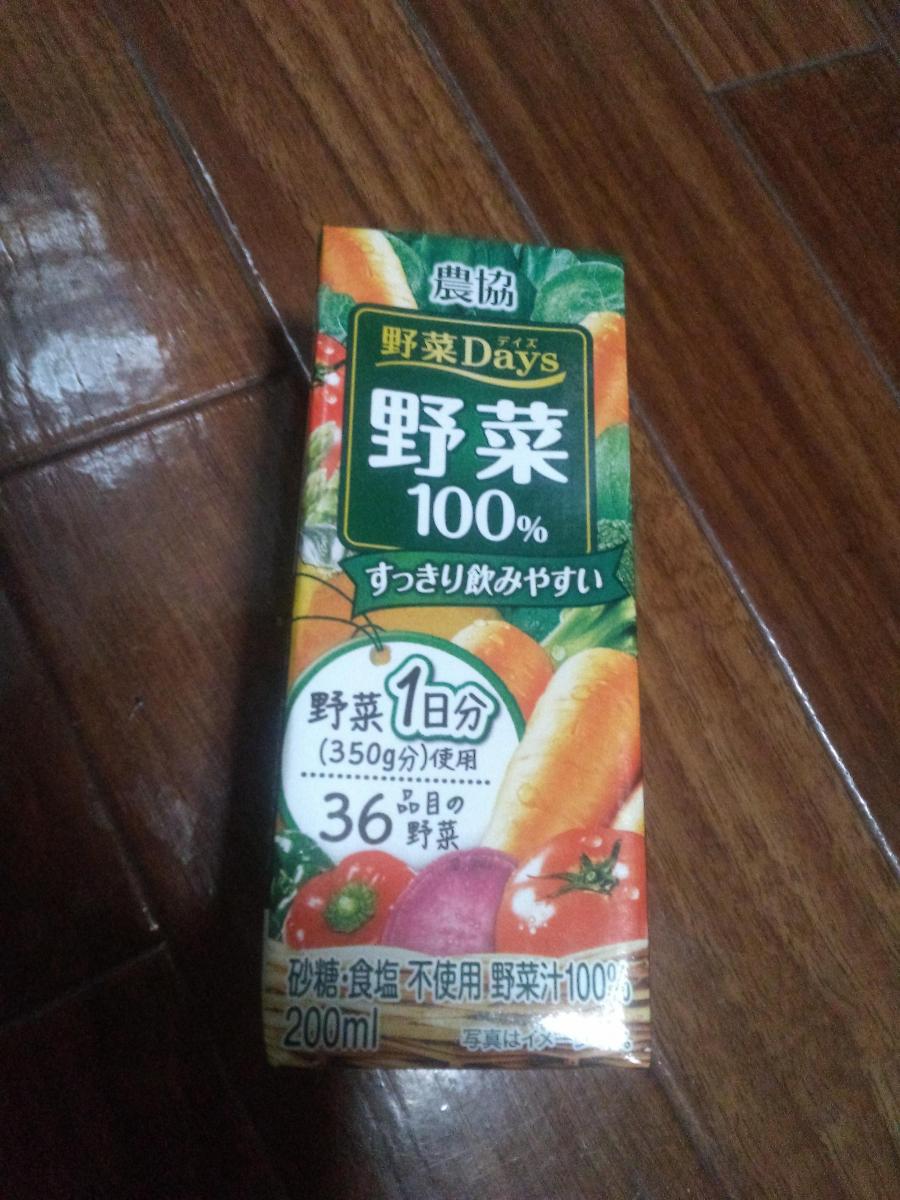 農協
デイズ
野菜Days
野菜
100%
すっきり飲みやすい
野菜1日分
(350g分)使用
36品目の
野菜
砂糖・食塩 不使用 野菜汁100%
200ml
写真はイメージ